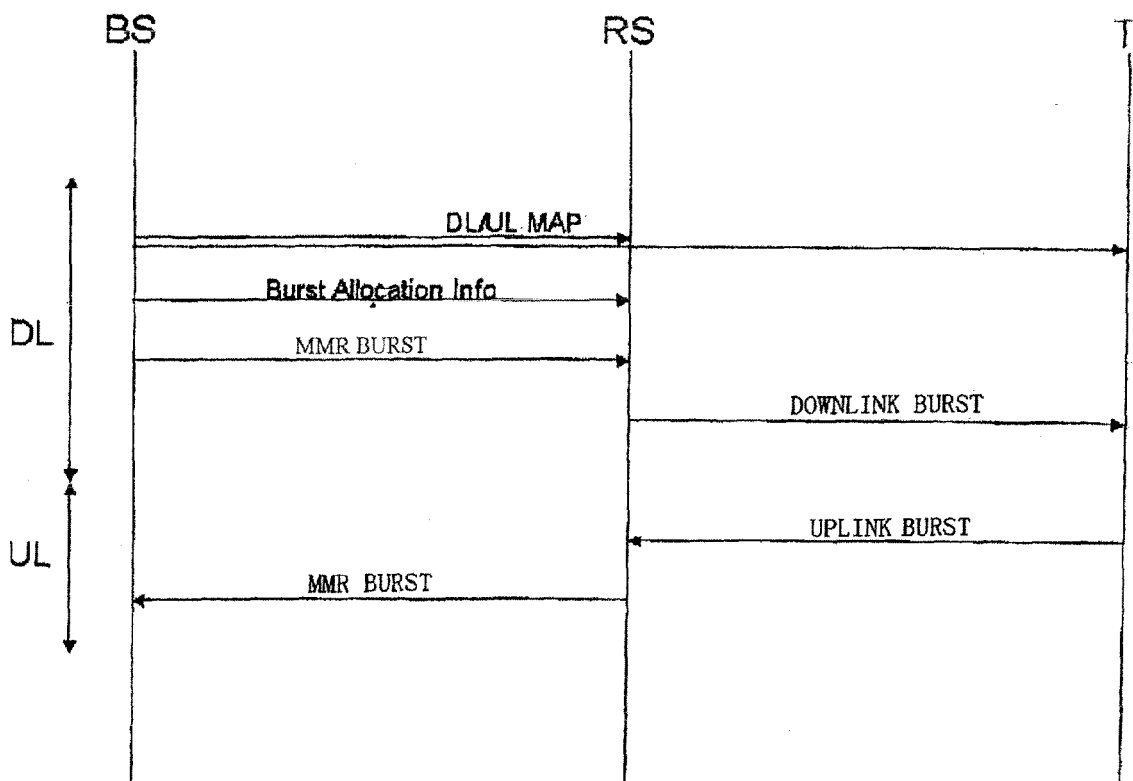 BS RS T
DL/UL MAP
Burst Allocation Info
DL
MMR BURST
DOWNLINK BURST
UPLINK BURST
UL
MMR BURST